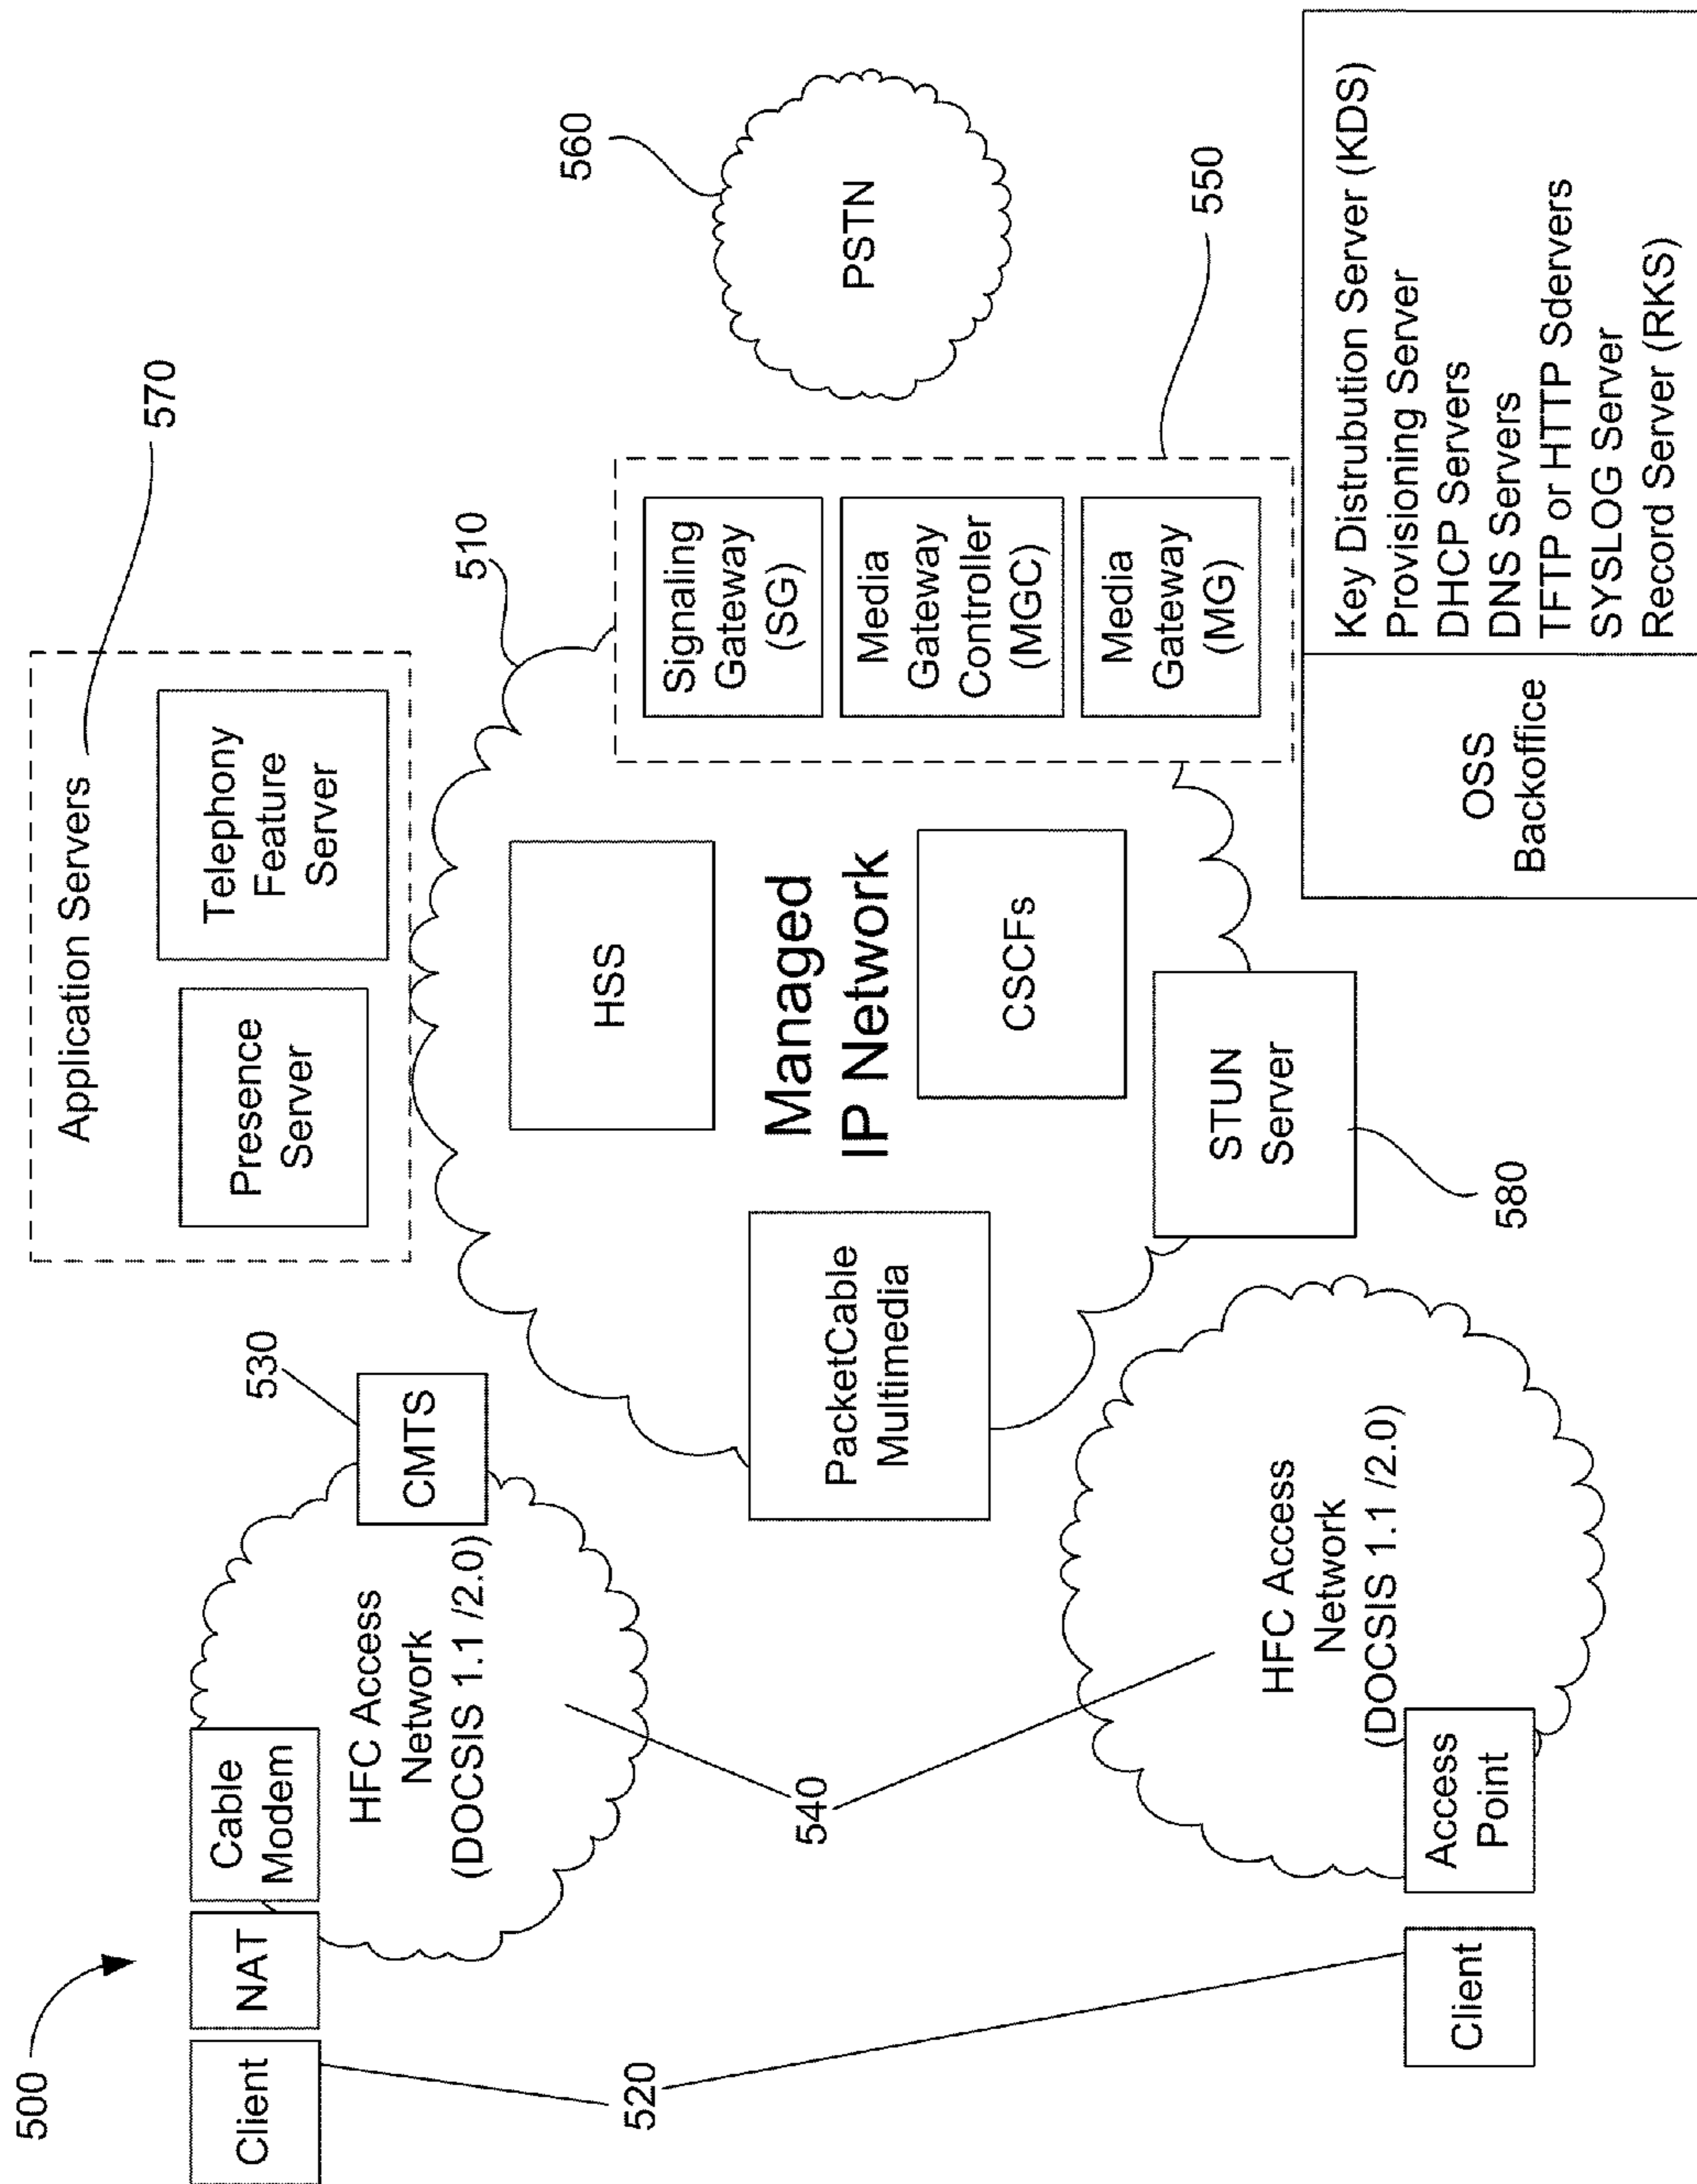 500
Client
NAT
Cable
Modem
HFC Access
Network
(DOCSIS 1.1 /2.0)
530
CMTS
520
540
Client
Access
Point
HFC Access
Network
(DOCSIS 1.1 /2.0)
Application Servers
570
Presence
Server
Telephony
Feature
Server
510
HSS
PacketCable
Multimedia
Managed
IP Network
CSCFs
STUN
Server
580
Signaling
Gateway
(SG)
Media
Gateway
Controller
(MGC)
Media
Gateway
(MG)
550
560
PSTN
OSS
Backoffice
Key Distrubution Server (KDS)
Provisioning Server
DHCP Servers
DNS Servers
TFTP or HTTP Sdervers
SYSLOG Server
Record Server (RKS)